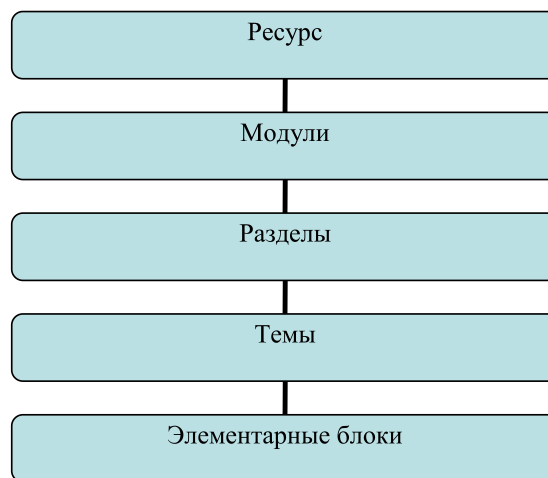 Ресурс
Модули
Разделы
Темы
Элементарные блоки